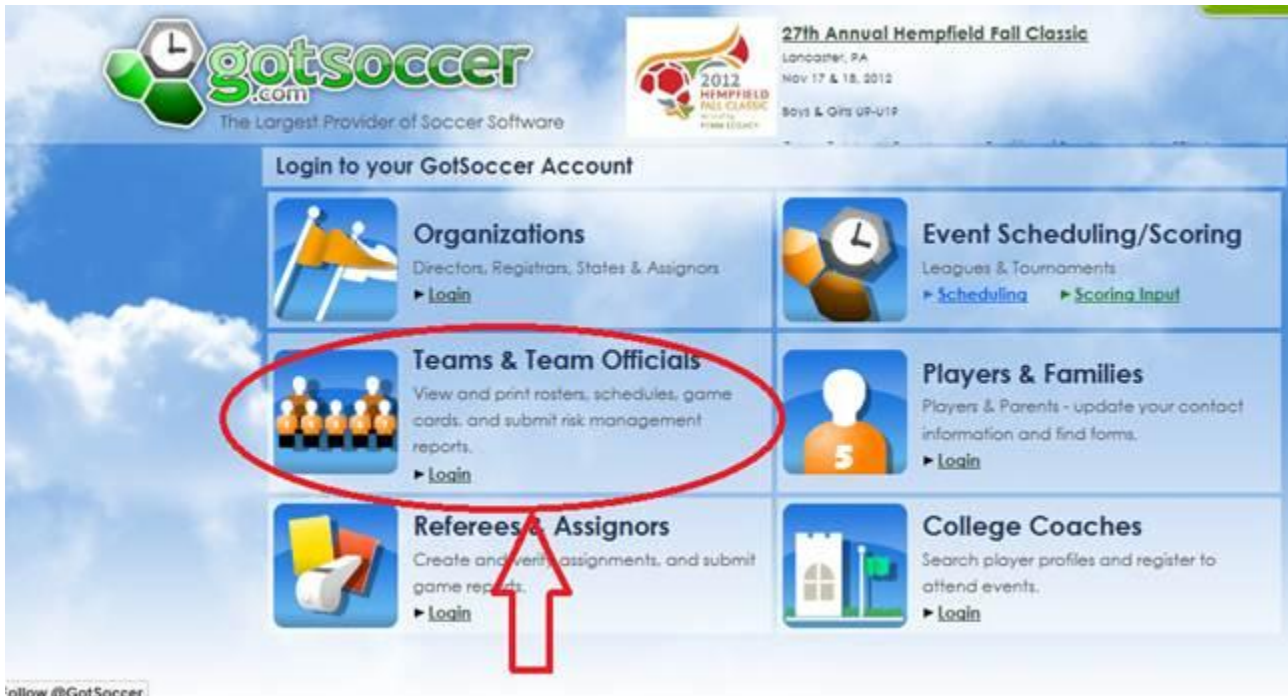 gotsoccer
.com
The Largest Provider of Soccer Software
2012
HEMPFIELD
FALL CLASSIC
27th Annual Hempfield Fall Classic
Lancaster, PA
Nov 17 & 18, 2012
Boys & Girls U9-U19
Login to your GotSoccer Account
Organizations
Directors, Registrars, States & Assignors
Login
Event Scheduling/Scoring
Leagues & Tournaments
Scheduling Scoring Input
Teams & Team Officials
View and print rosters, schedules, game
cards, and submit risk management
reports.
Login
Players & Families
Players & Parents - update your contact
information and find forms.
Login
5
Referees & Assignors
Create and verify assignments, and submit
game reports.
Login
College Coaches
Search player profiles and register to
attend events.
Login
Follow @GotSoccer